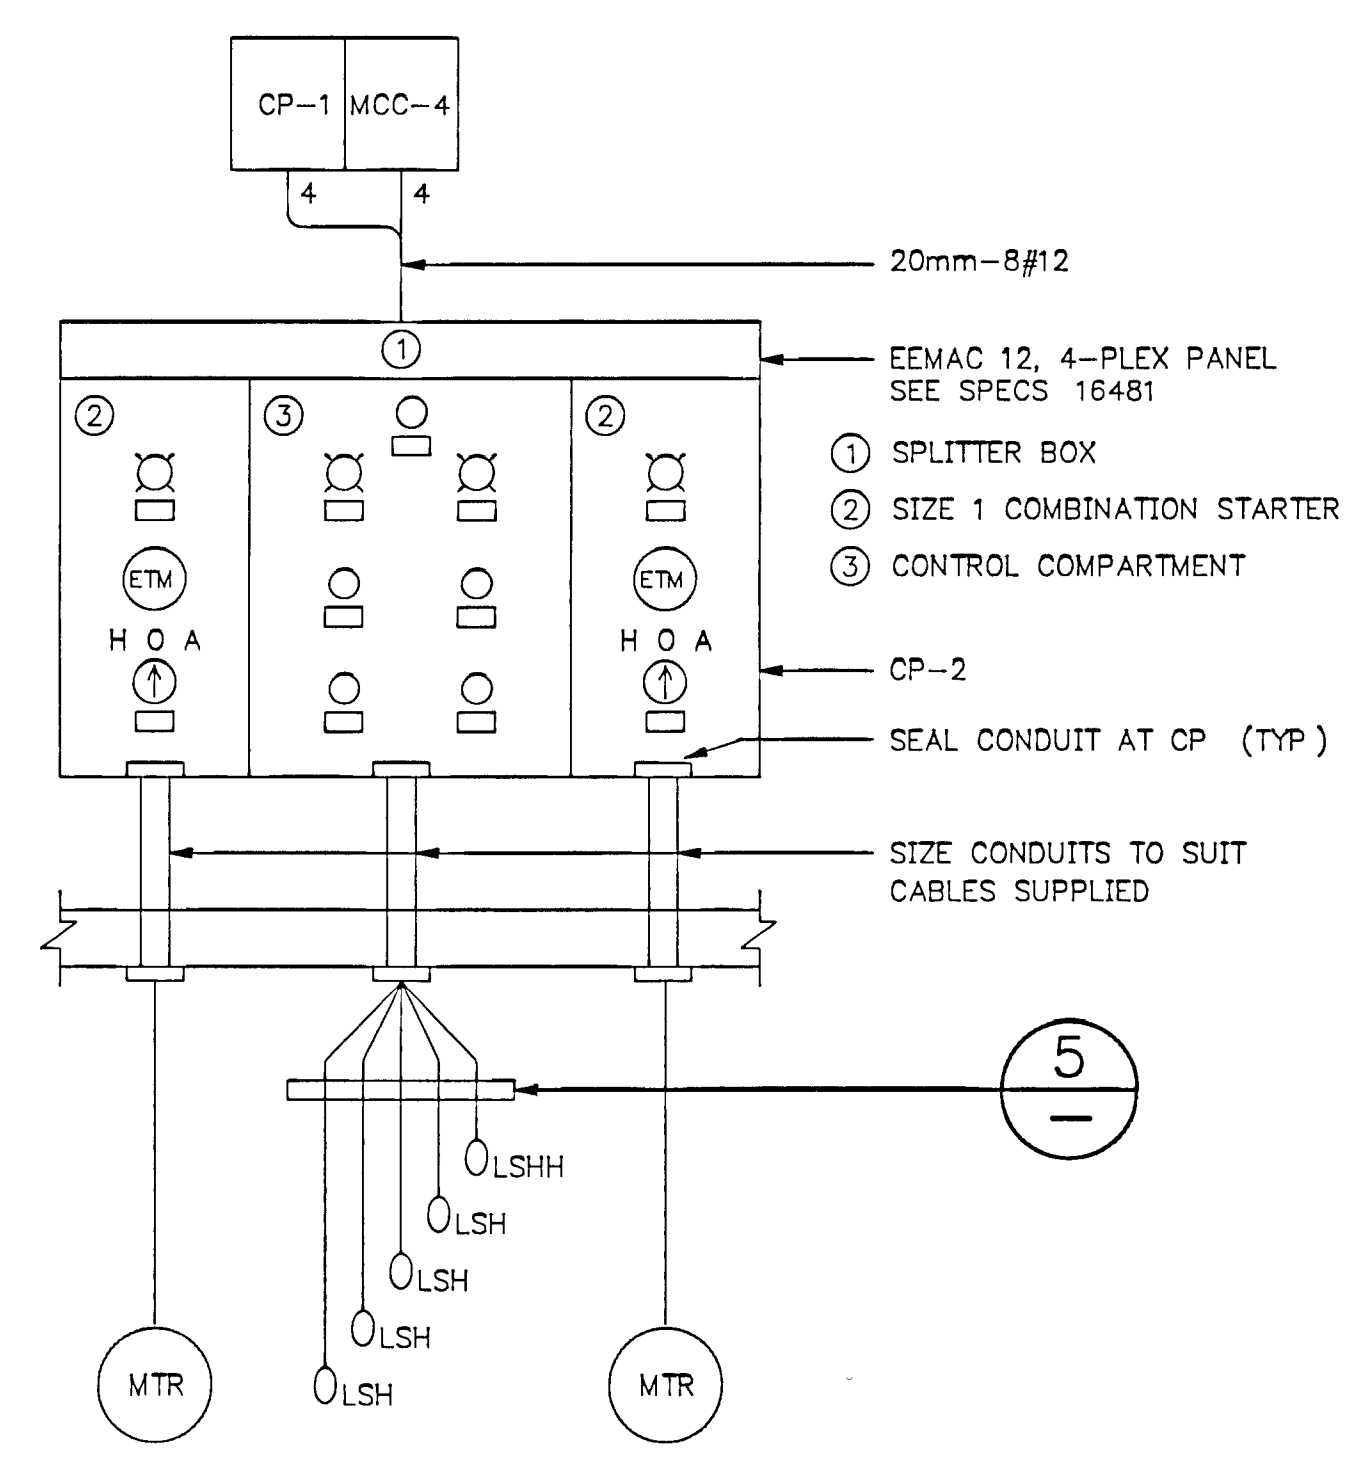 CP-1 MCC-4
4 4
20mm-8#12
1
EEMAC 12, 4-PLEX PANEL
SEE SPECS 16481
2 3 2
1 SPLITTER BOX
2 SIZE 1 COMBINATION STARTER
3 CONTROL COMPARTMENT
ETM ETM
H O A H O A
CP-2
SEAL CONDUIT AT CP (TYP)
SIZE CONDUITS TO SUIT
CABLES SUPPLIED
5
—
LSHH
LSH
LSH
LSH
LSH
MTR MTR